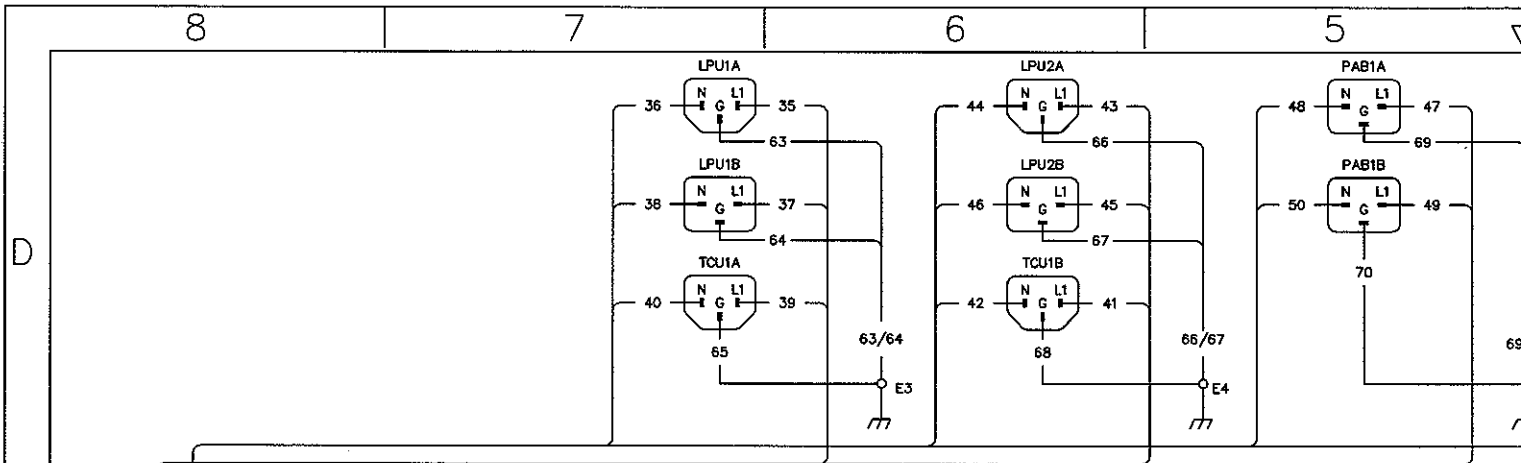 8 7 6 5
LPU1A LPU2A PAB1A
N L1 N L1 N L1
36 G 35 44 G 43 48 G 47
63 66 69
LPU1B LPU2B PAB1B
N L1 N L1 N L1
38 G 37 46 G 45 50 G 49
64 67
D
TCU1A TCU1B 70
N L1 N L1
40 G 39 42 G 41
63/64 66/67 69
65 68
E3 E4